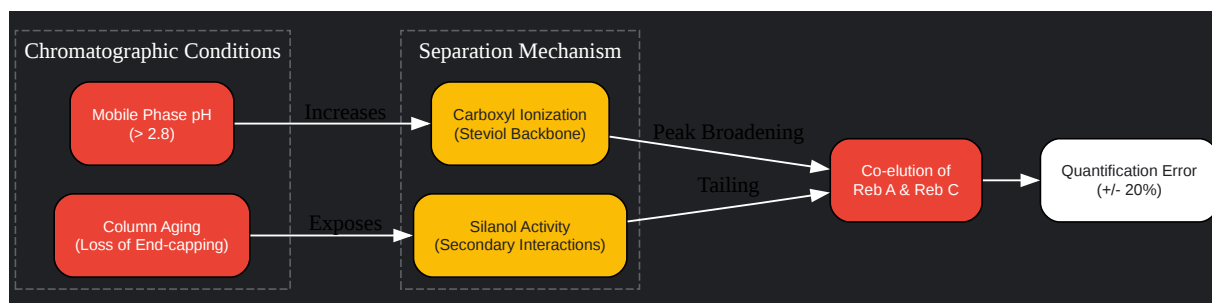 Chromatographic Conditions
Separation Mechanism
Mobile Phase pH
(> 2.8)
Increases
Carboxyl Ionization
(Steviol Backbone)
Peak Broadening
Column Aging
(Loss of End-capping)
Exposes
Silanol Activity
(Secondary Interactions)
Tailing
Co-elution of
Reb A & Reb C
Quantification Error
(+/- 20%)